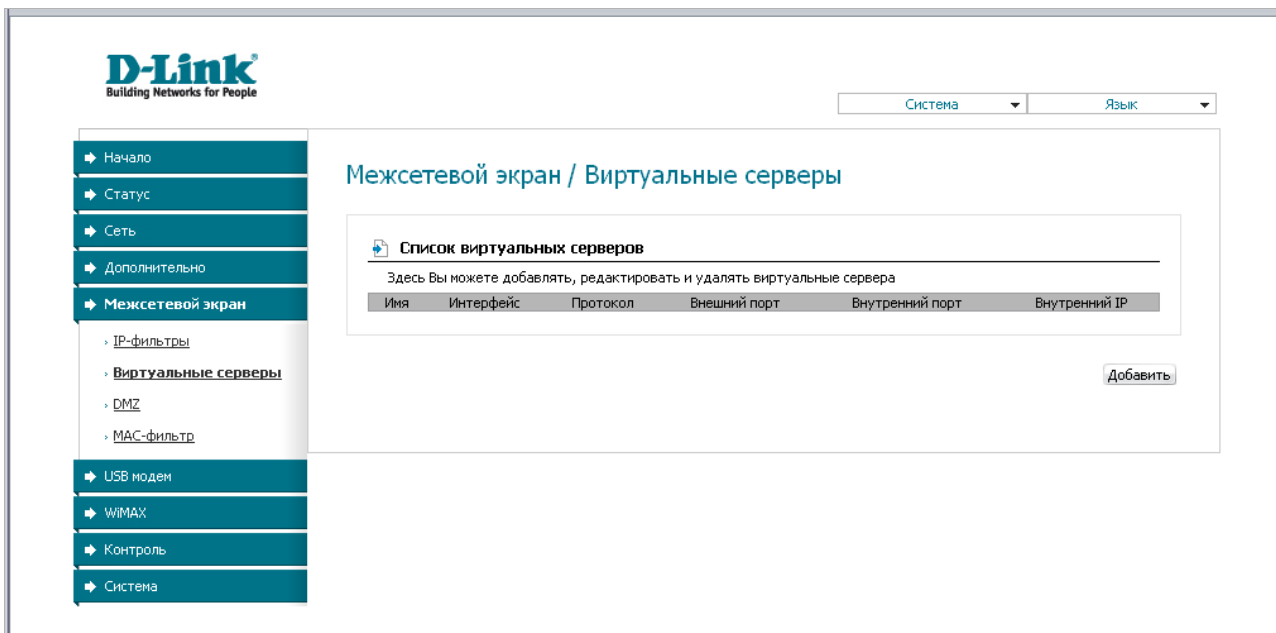 D-Link
Building Networks for People
Система
Язык
Начало
Статус
Сеть
Дополнительно
Межсетевой экран
IP-фильтры
Виртуальные серверы
DMZ
MAC-фильтр
USB модем
WiMAX
Контроль
Система
Межсетевой экран / Виртуальные серверы
Список виртуальных серверов
Здесь Вы можете добавлять, редактировать и удалять виртуальные сервера
Имя Интерфейс Протокол Внешний порт Внутренний порт Внутренний IP
Добавить